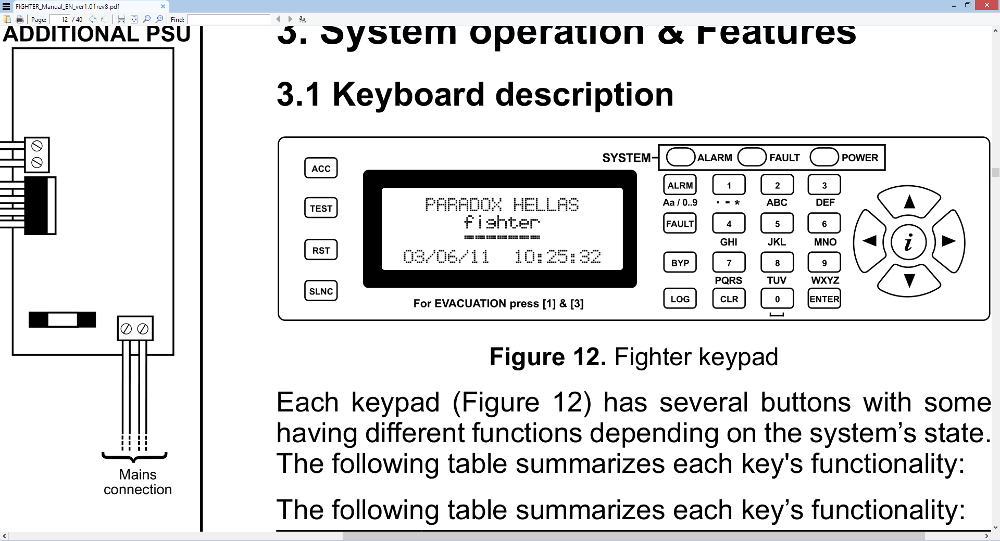 FIGHTER_Manual_EN_ver1.01rev8.pdf
Page: 12 / 40 Find:
ADDITIONAL PSU
Mains
connection
3. System operation & Features
3.1 Keyboard description
SYSTEM ALARM FAULT POWER
ACC
TEST
RST
SLNC
PARADOX HELLAS
fighter
03/06/11 10:25:32
For EVACUATION press [1] & [3]
ALRM 1 2 3
Aa / 0..9 . - * ABC DEF
FAULT 4 5 6
GHI JKL MNO
BYP 7 8 9
PQRS TUV WXYZ
LOG CLR 0 ENTER
i
Figure 12. Fighter keypad
Each keypad (Figure 12) has several buttons with some
having different functions depending on the system’s state.
The following table summarizes each key's functionality:
The following table summarizes each key’s functionality: